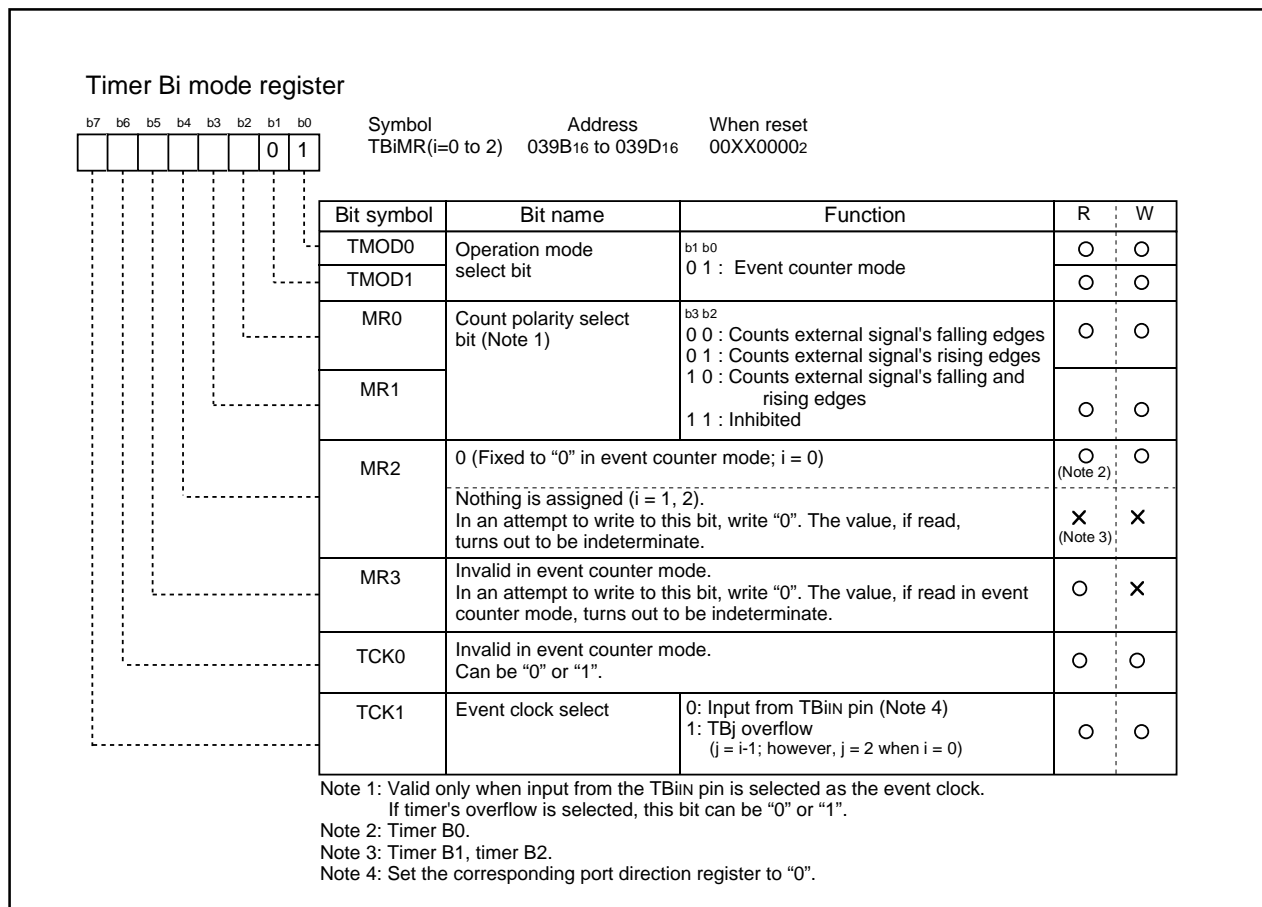 Timer Bi mode register
b7 b6 b5 b4 b3 b2 b1 b0
0 1
Symbol Address When reset
TBiMR(i=0 to 2) 039B16 to 039D16 00XX00002
Bit symbol Bit name Function R W
TMOD0
TMOD1
Operation mode
select bit
b1 b0
0 1 : Event counter mode
MR0
MR1
Count polarity select
bit (Note 1)
b3 b2
0 0 : Counts external signal's falling edges
0 1 : Counts external signal's rising edges
1 0 : Counts external signal's falling and
rising edges
1 1 : Inhibited
MR2
0 (Fixed to “0” in event counter mode; i = 0)
(Note 2)
Nothing is assigned (i = 1, 2).
In an attempt to write to this bit, write “0”. The value, if read,
turns out to be indeterminate.
(Note 3)
MR3
Invalid in event counter mode.
In an attempt to write to this bit, write “0”. The value, if read in event
counter mode, turns out to be indeterminate.
TCK0
Invalid in event counter mode.
Can be “0” or “1”.
TCK1
Event clock select
0: Input from TBiIN pin (Note 4)
1: TBj overflow
(j = i-1; however, j = 2 when i = 0)
Note 1: Valid only when input from the TBiIN pin is selected as the event clock.
If timer's overflow is selected, this bit can be “0” or “1”.
Note 2: Timer B0.
Note 3: Timer B1, timer B2.
Note 4: Set the corresponding port direction register to “0”.